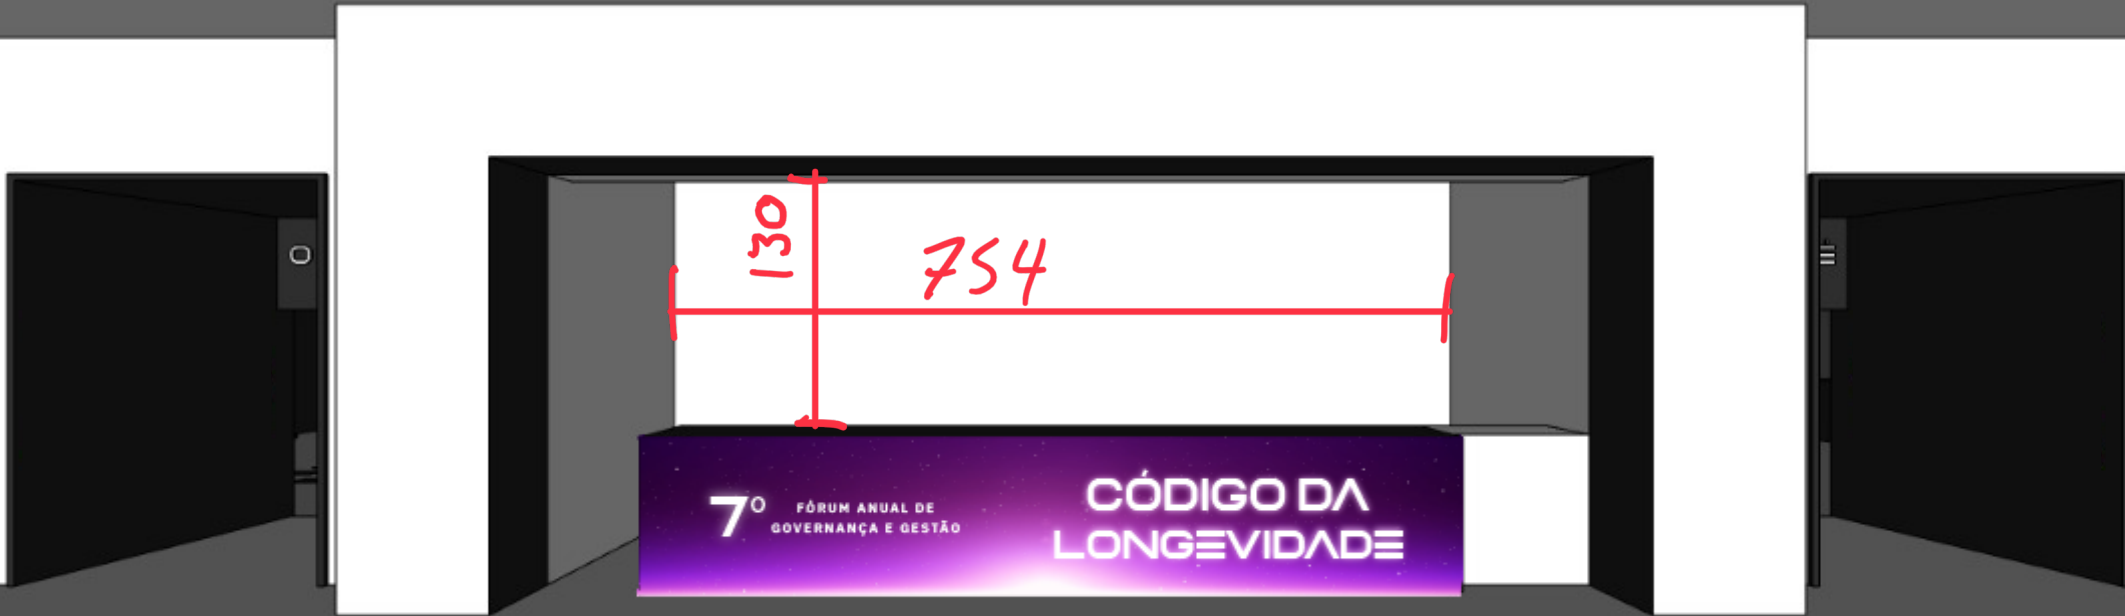 130
754
7º
FÓRUM ANUAL DE
GOVERNANÇA E GESTÃO
CÓDIGO DA
LONGEVIDADE